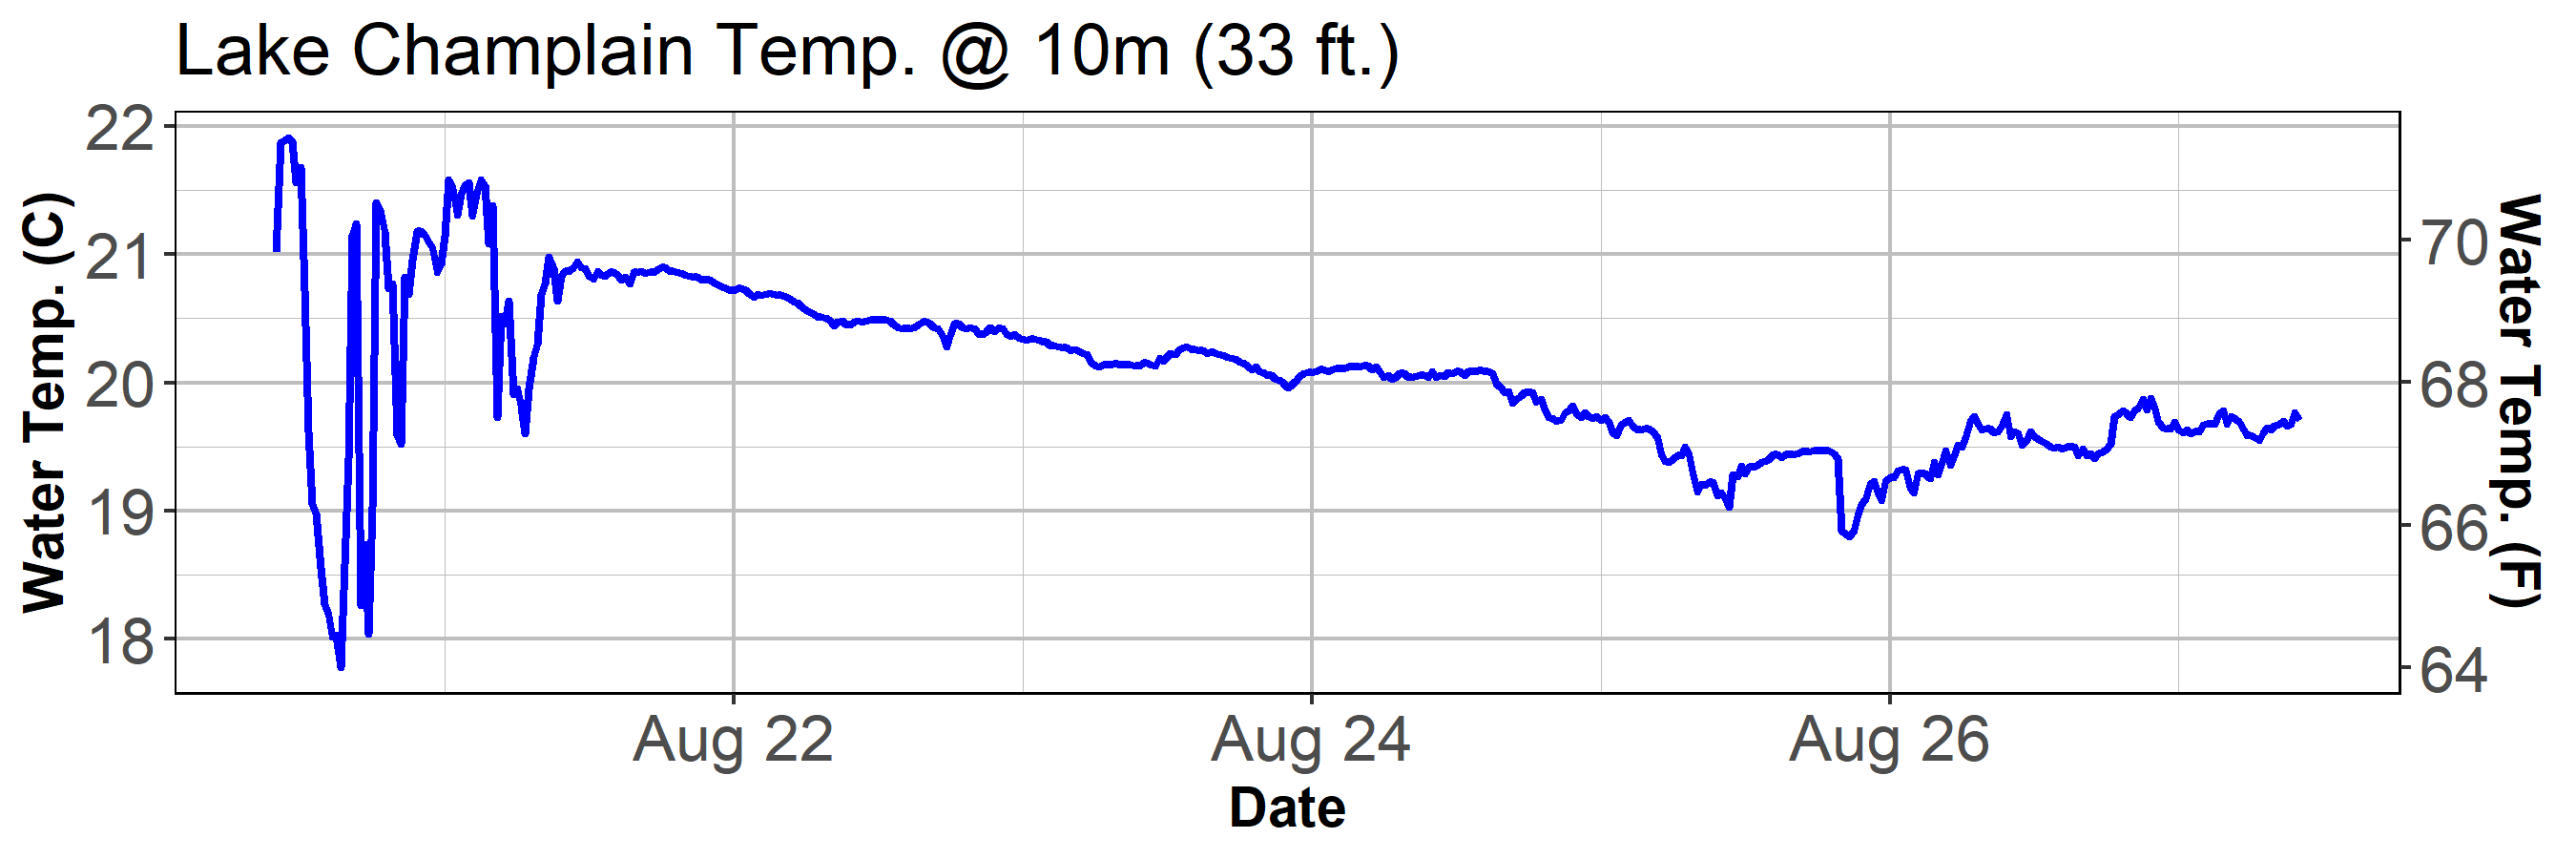 Lake Champlain Temp. @ 10m (33 ft.)
22
21
20
19
18
Water Temp. (C)
70
68
66
64
Water Temp. (F)
Aug 22
Aug 24
Aug 26
Date